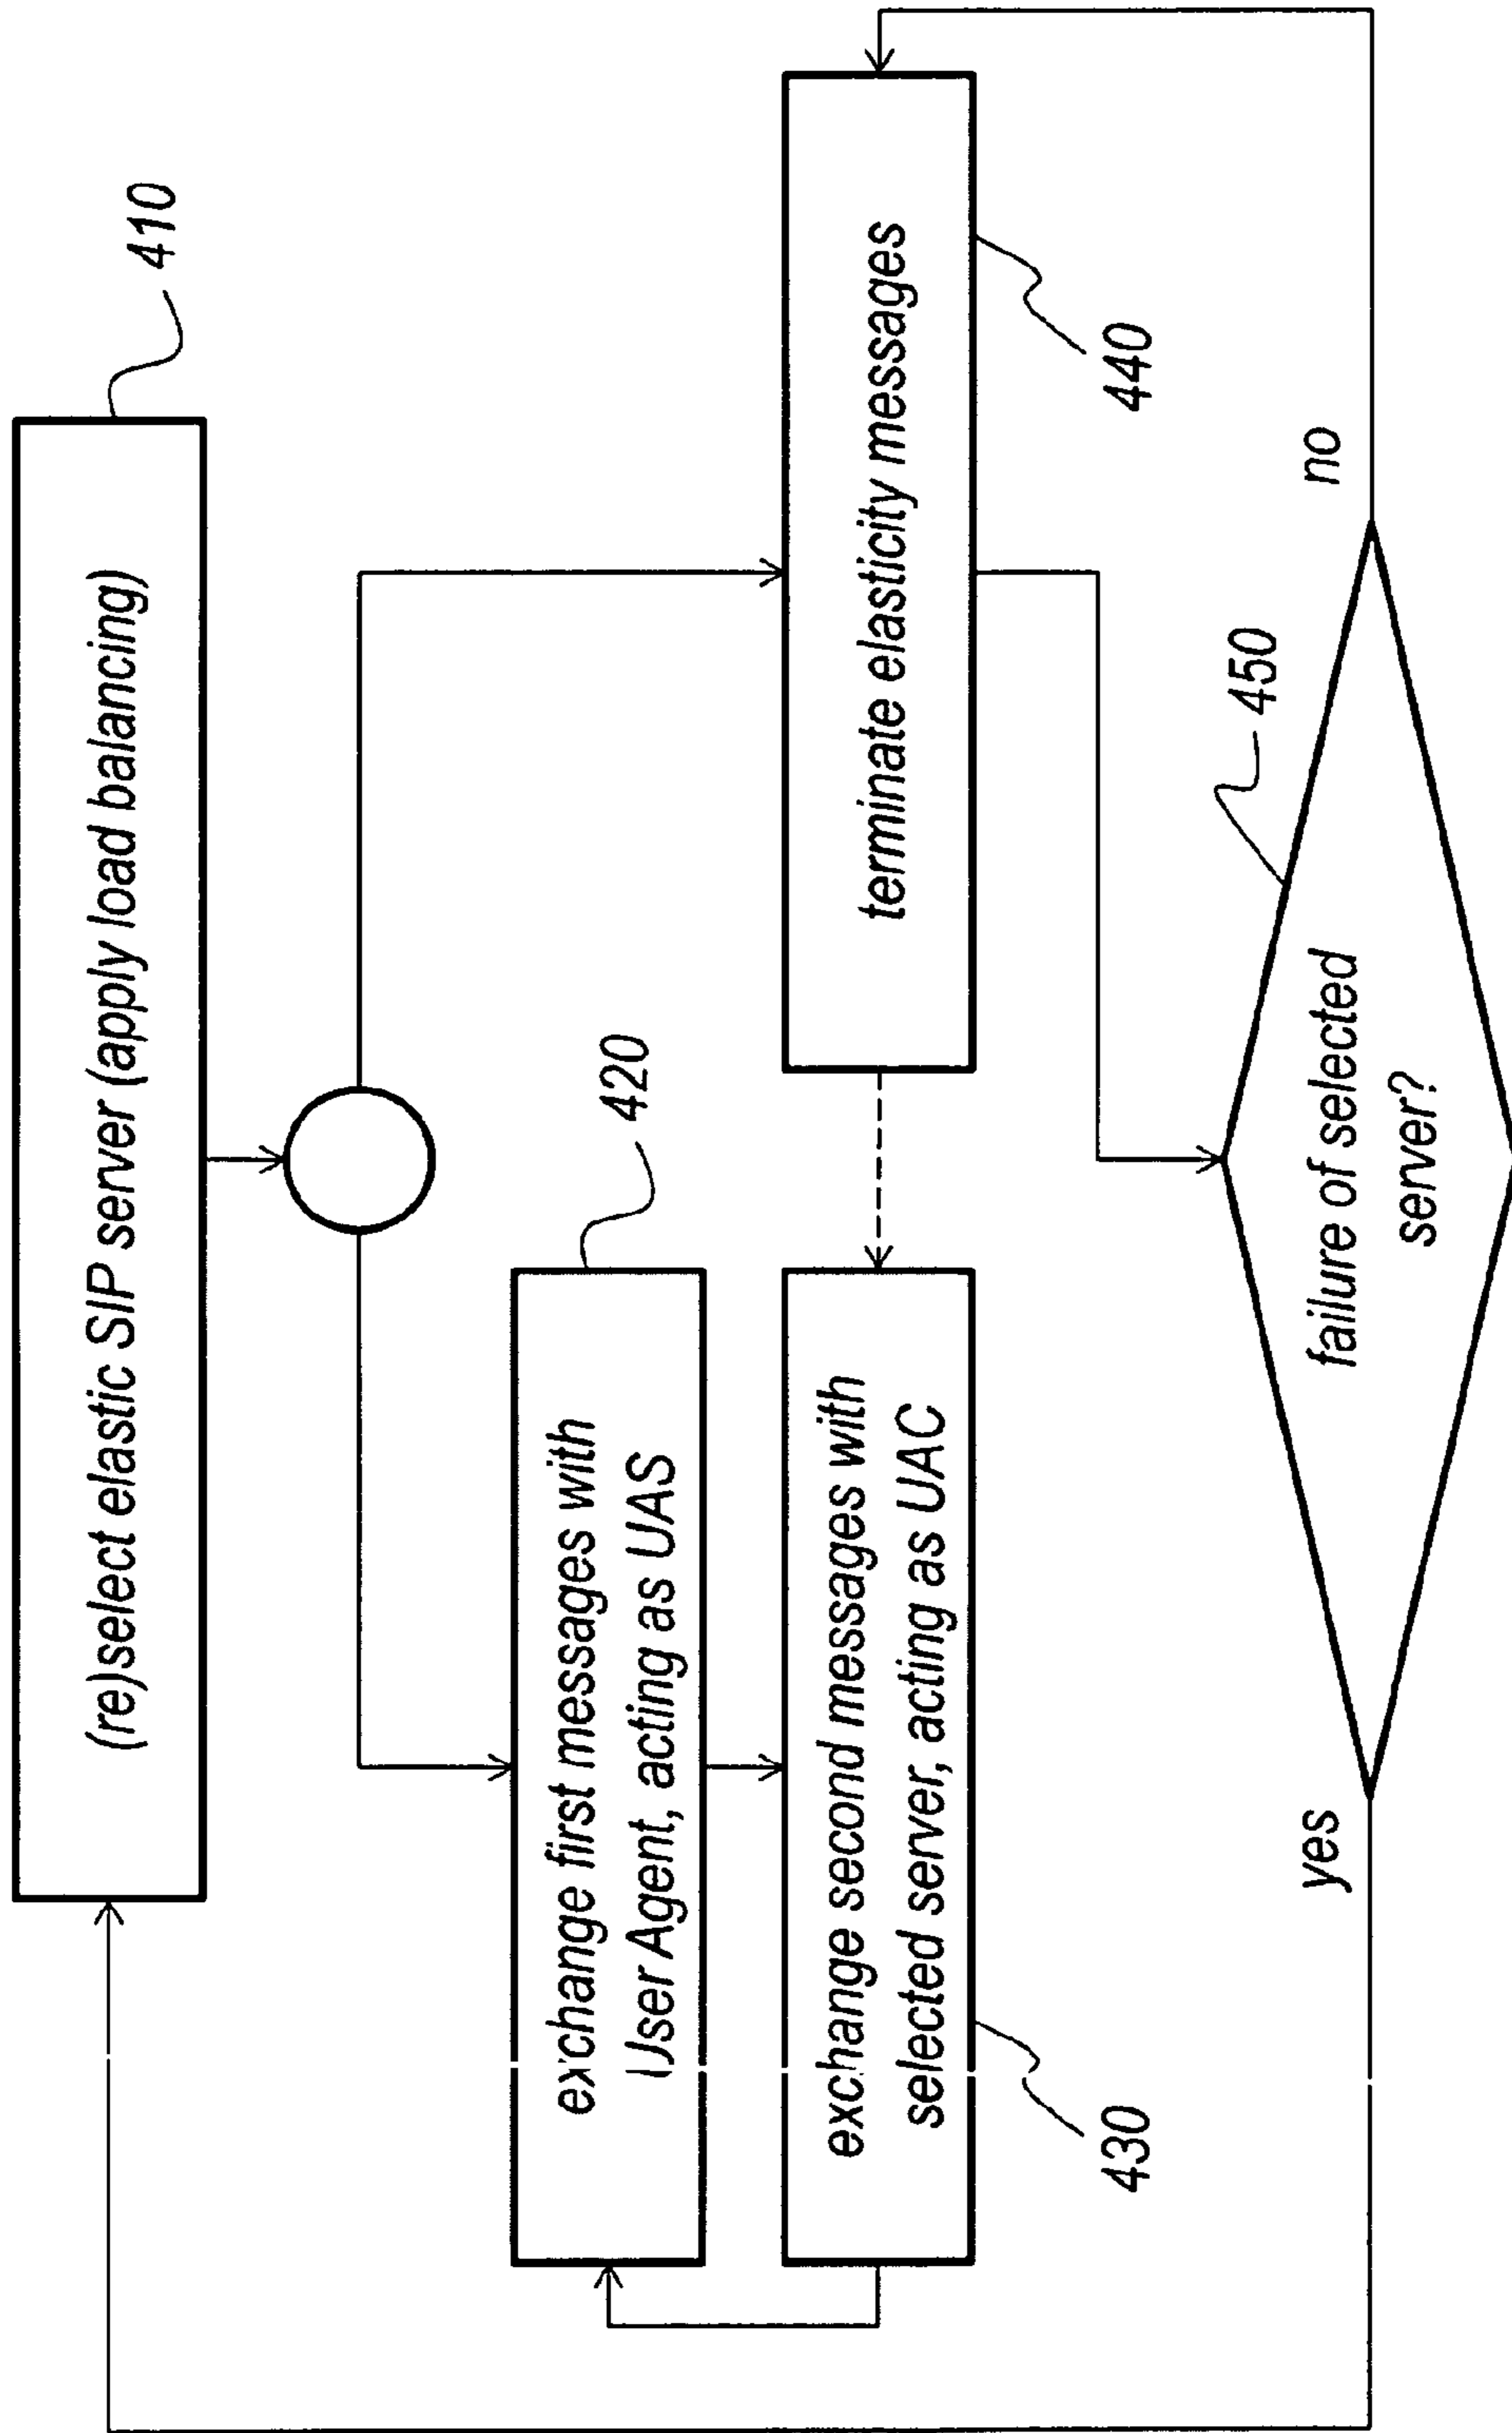 (re)select elastic SIP server (apply load balancing)
410
exchange first messages with
User Agent, acting as UAS
420
exchange second messages with
selected server, acting as UAC
430
terminate elasticity messages
440
failure of selected
server?
450
yes
no